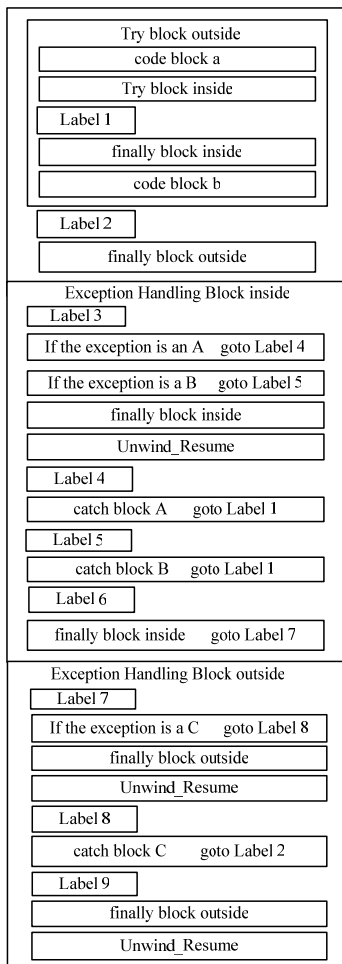 Try block outside
code block a
Try block inside
Label 1
finally block inside
code block b
Label 2
finally block outside
Exception Handling Block inside
Label 3
If the exception is an A goto Label 4
If the exception is a B goto Label 5
finally block inside
Unwind_Resume
Label 4
catch block A goto Label 1
Label 5
catch block B goto Label 1
Label 6
finally block inside goto Label 7
Exception Handling Block outside
Label 7
If the exception is a C goto Label 8
finally block outside
Unwind_Resume
Label 8
catch block C goto Label 2
Label 9
finally block outside
Unwind_Resume